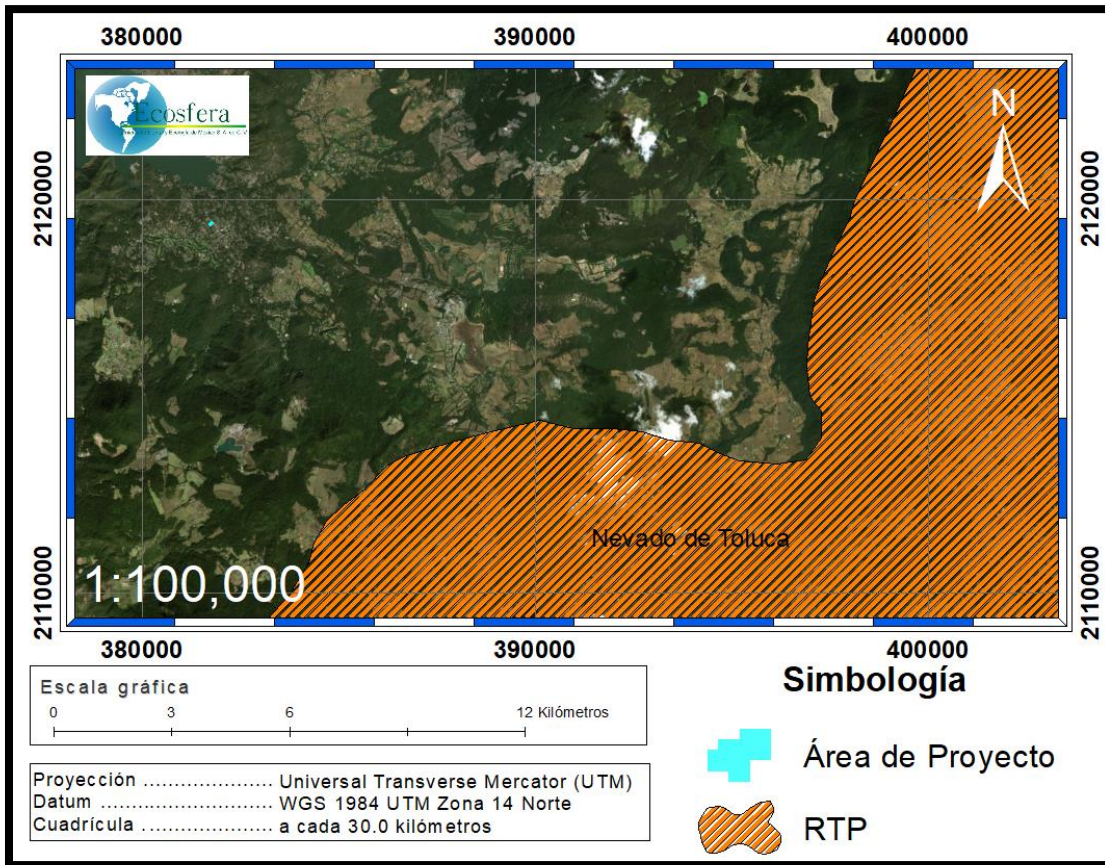 380000
390000
400000
Ecosfera
N
2120000
2120000
Nevado de Toluca
2110000
1:100,000
2110000
380000
390000
400000
Escala gráfica
0 3 6 12 Kilómetros
Proyección ..................... Universal Transverse Mercator (UTM)
Datum ............................ WGS 1984 UTM Zona 14 Norte
Cuadrícula ..................... a cada 30.0 kilómetros
Simbología
Área de Proyecto
RTP